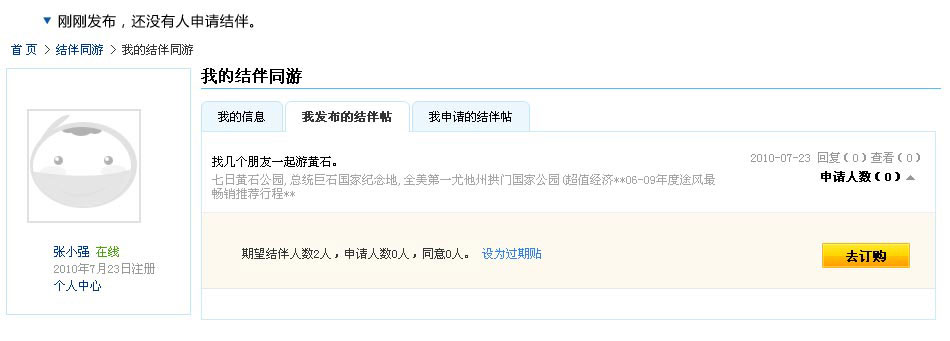 刚刚发布，还没有人申请结伴。
首 页 > 结伴同游 > 我的结伴同游
我的结伴同游
我的信息 我发布的结伴帖 我申请的结伴帖
找几个朋友一起游黄石。
2010-07-23 回复(0)查看(0)
七日黄石公园,总统巨石国家纪念地,全美第一尤他州拱门国家公园(超值经济**06-09年度途风最
畅销推荐行程**
申请人数(0)
期望结伴人数2人，申请人数0人，同意0人。 设为过期贴
去订购
张小强 在线
2010年7月23日注册
个人中心